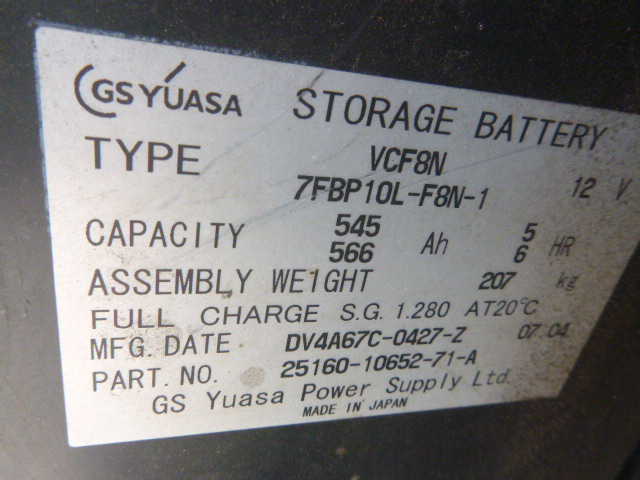 GS YUASA STORAGE BATTERY
TYPE VCF8N
7FBP10L-F8N-1 12 V
CAPACITY 545 Ah 5 HR
566 6
ASSEMBLY WEIGHT 207 kg
FULL CHARGE S.G. 1.280 AT20℃
MFG. DATE DV4A67C-0427-Z 07.04
PART. NO. 25160-10652-71-A
GS Yuasa Power Supply Ltd.
MADE IN JAPAN